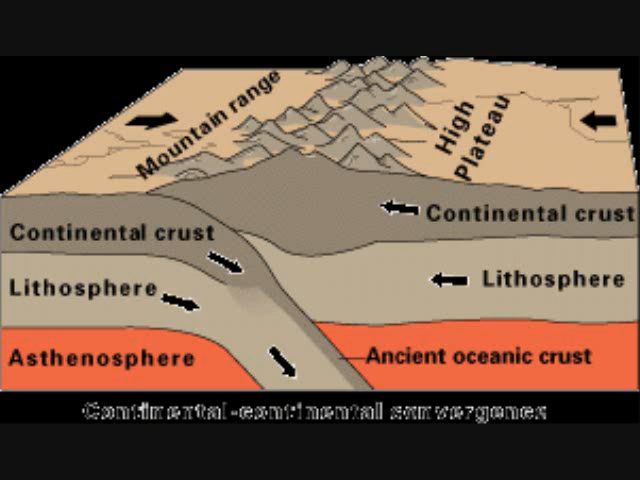 Mountain range
High
Plateau
Continental crust
Continental crust
Lithosphere
Lithosphere
Asthenosphere
Ancient oceanic crust
Continental-continental convergence